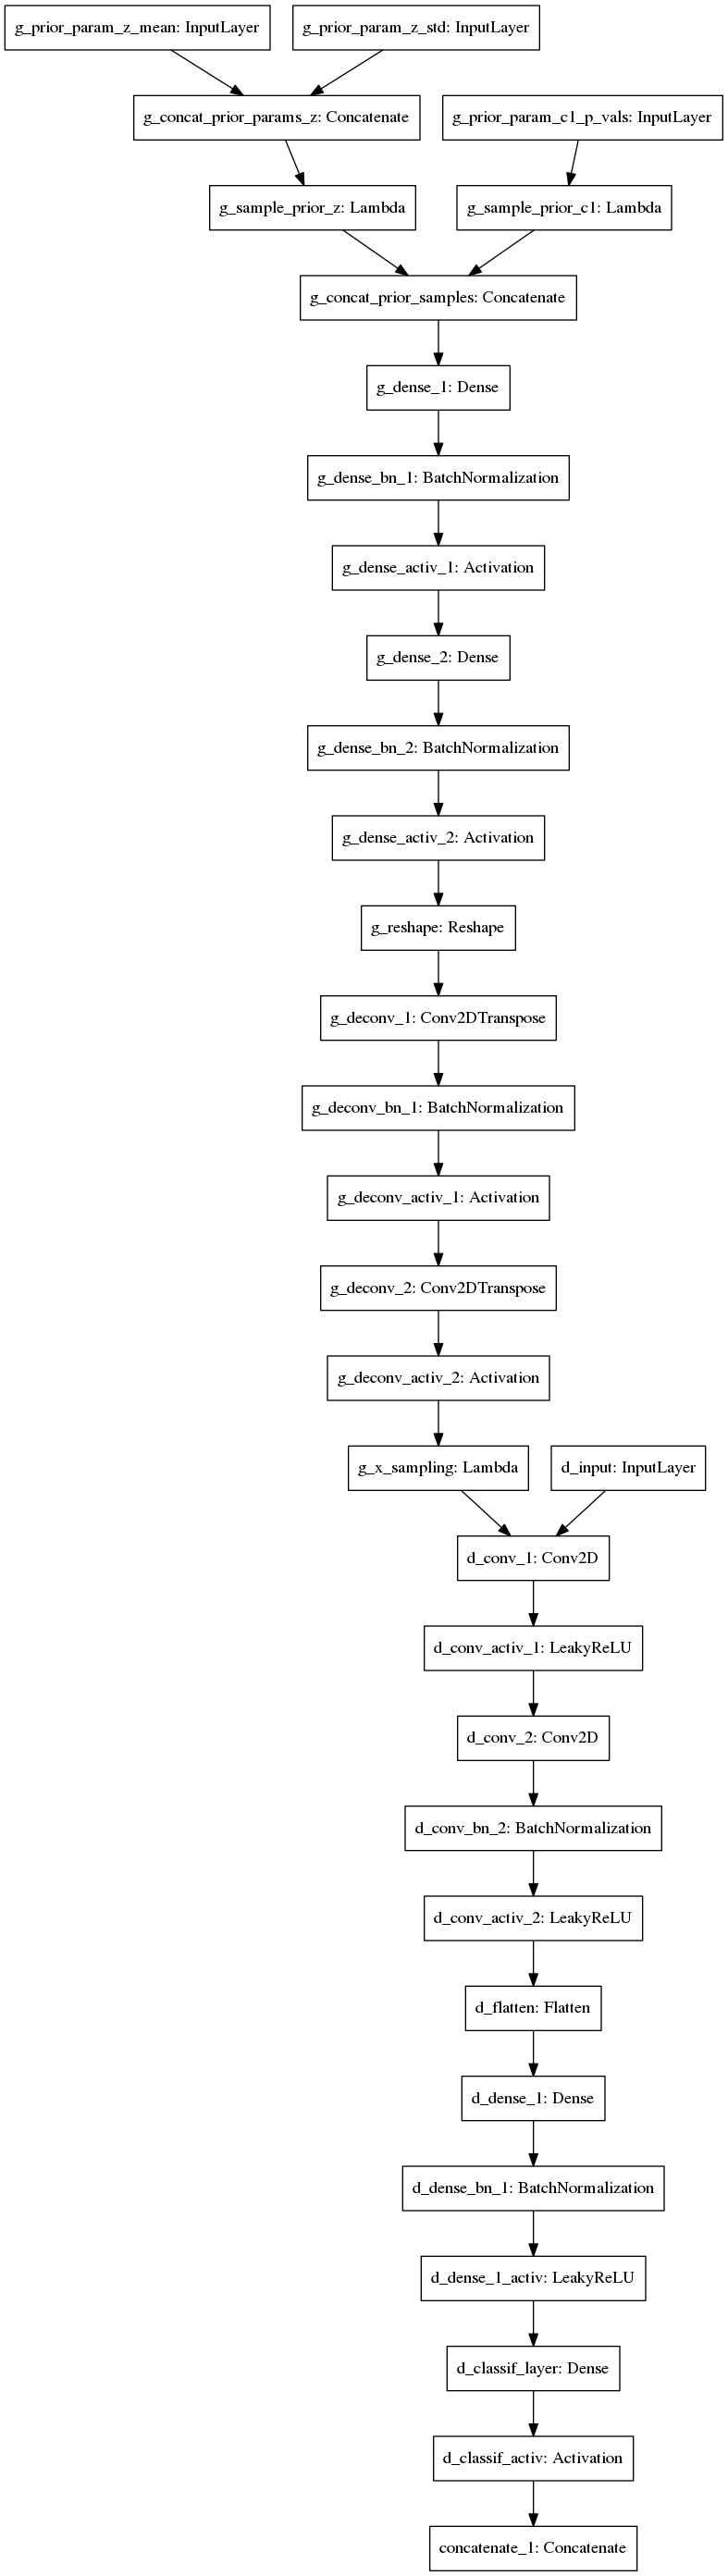 g_prior_param_z_mean: InputLayer
g_prior_param_z_std: InputLayer
g_concat_prior_params_z: Concatenate
g_prior_param_c1_p_vals: InputLayer
g_sample_prior_z: Lambda
g_sample_prior_c1: Lambda
g_concat_prior_samples: Concatenate
g_dense_1: Dense
g_dense_bn_1: BatchNormalization
g_dense_activ_1: Activation
g_dense_2: Dense
g_dense_bn_2: BatchNormalization
g_dense_activ_2: Activation
g_reshape: Reshape
g_deconv_1: Conv2DTranspose
g_deconv_bn_1: BatchNormalization
g_deconv_activ_1: Activation
g_deconv_2: Conv2DTranspose
g_deconv_activ_2: Activation
g_x_sampling: Lambda
d_input: InputLayer
d_conv_1: Conv2D
d_conv_activ_1: LeakyReLU
d_conv_2: Conv2D
d_conv_bn_2: BatchNormalization
d_conv_activ_2: LeakyReLU
d_flatten: Flatten
d_dense_1: Dense
d_dense_bn_1: BatchNormalization
d_dense_1_activ: LeakyReLU
d_classif_layer: Dense
d_classif_activ: Activation
concatenate_1: Concatenate